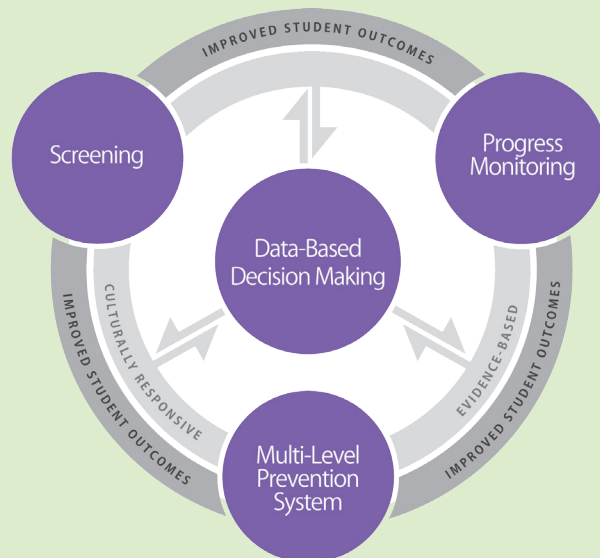 IMPROVED STUDENT OUTCOMES
Screening
Progress
Monitoring
Data-Based
Decision Making
IMPROVED STUDENT OUTCOMES
CULTURALLY RESPONSIVE
EVIDENCE-BASED
IMPROVED STUDENT OUTCOMES
Multi-Level
Prevention
System